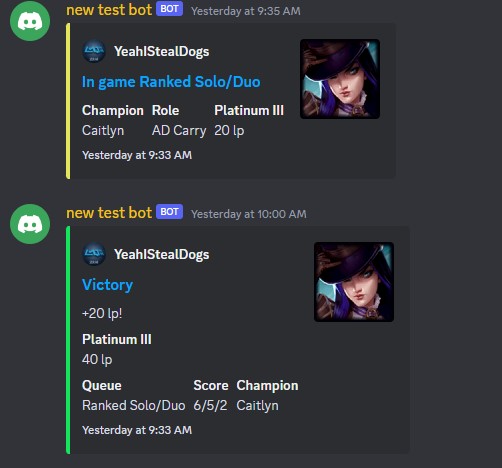 new test bot BOT Yesterday at 9:35 AM
YeahIStealDogs
In game Ranked Solo/Duo
Champion Role Platinum III
Caitlyn AD Carry 20 lp
Yesterday at 9:33 AM
new test bot BOT Yesterday at 10:00 AM
YeahIStealDogs
Victory
+20 lp!
Platinum III
40 lp
Queue Score Champion
Ranked Solo/Duo 6/5/2 Caitlyn
Yesterday at 9:33 AM